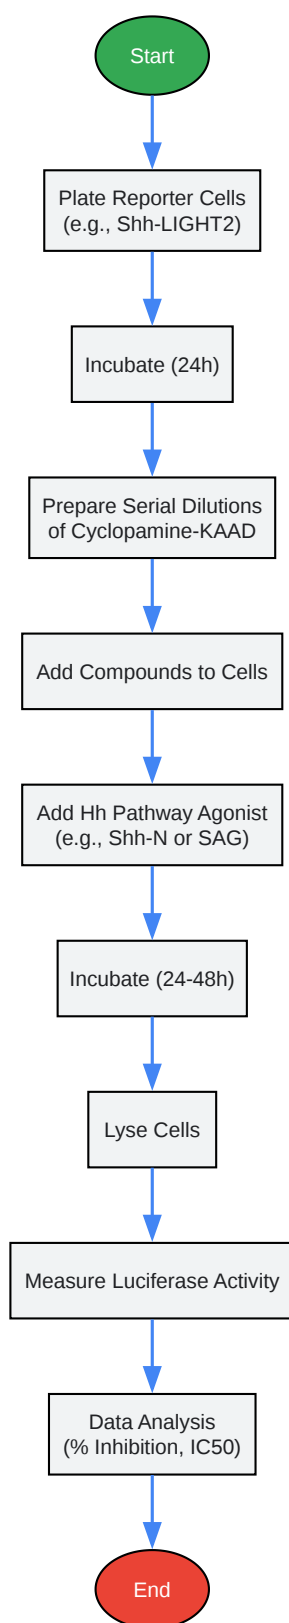 Start
Plate Reporter Cells
(e.g., Shh-LIGHT2)
Incubate (24h)
Prepare Serial Dilutions
of Cyclopamine-KAAD
Add Compounds to Cells
Add Hh Pathway Agonist
(e.g., Shh-N or SAG)
Incubate (24-48h)
Lyse Cells
Measure Luciferase Activity
Data Analysis
(% Inhibition, IC50)
End